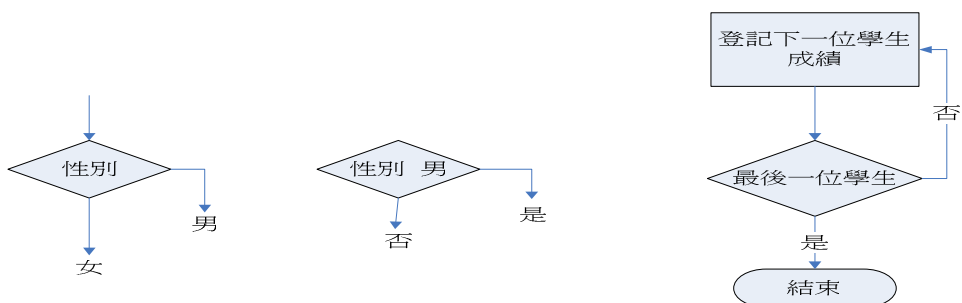 性別
男
女
性別 男
是
否
登記下一位學生
成績
否
最後一位學生
是
結束